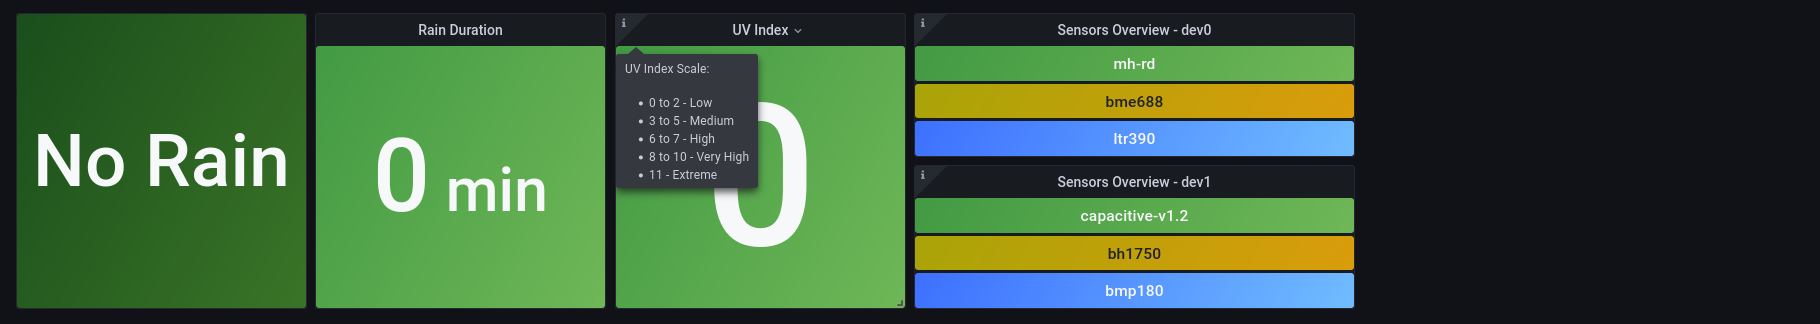 No Rain
Rain Duration
0 min
i
UV Index
0
UV Index Scale:
• 0 to 2 - Low
• 3 to 5 - Medium
• 6 to 7 - High
• 8 to 10 - Very High
• 11 - Extreme
i
Sensors Overview - dev0
mh-rd
bme688
ltr390
i
Sensors Overview - dev1
capacitive-v1.2
bh1750
bmp180